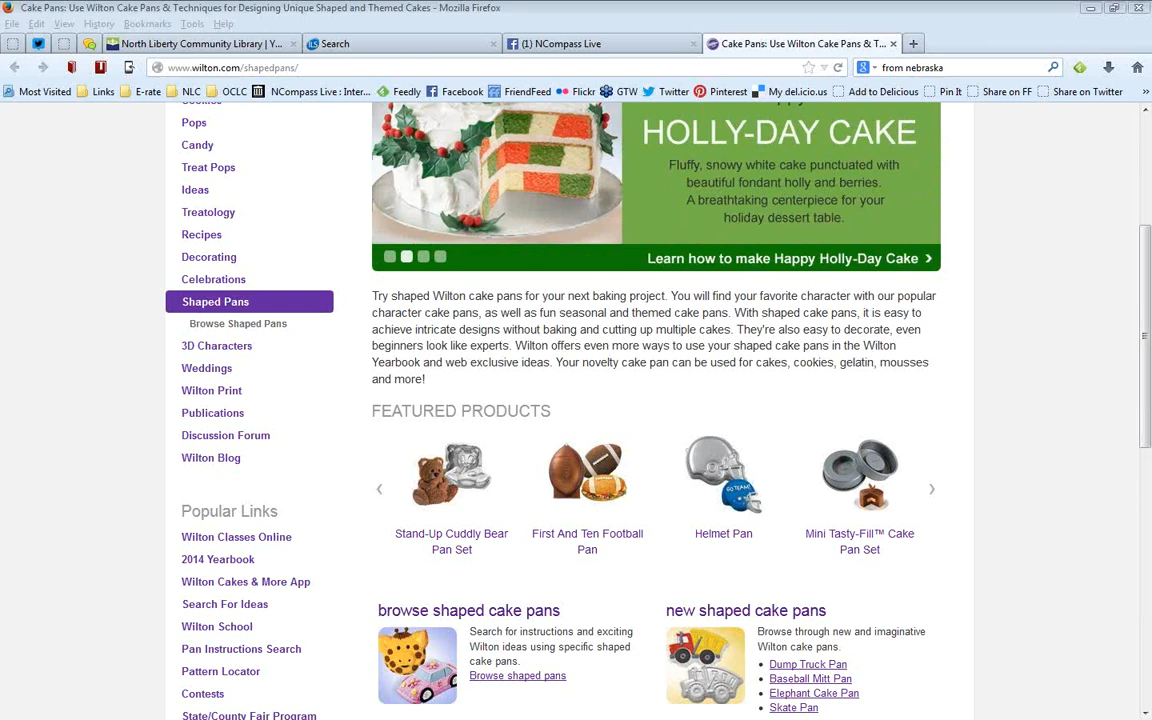 Cake Pans: Use Wilton Cake Pans & Techniques for Designing Unique Shaped and Themed Cakes - Mozilla Firefox
File Edit View History Bookmarks Tools Help
North Liberty Community Library | Y...
Search
(1) NCompass Live
Cake Pans: Use Wilton Cake Pans & T...
www.wilton.com/shapedpans/
from nebraska
Most Visited Links E-rate NLC OCLC NCompass Live : Inter... Feedly Facebook FriendFeed Flickr GTW Twitter Pinterest My del.icio.us Add to Delicious Pin It Share on FF Share on Twitter
Cookies
Pops
Candy
Treat Pops
Ideas
Treatology
Recipes
Decorating
Celebrations
Shaped Pans
Browse Shaped Pans
3D Characters
Weddings
Wilton Print
Publications
Discussion Forum
Wilton Blog
Popular Links
Wilton Classes Online
2014 Yearbook
Wilton Cakes & More App
Search For Ideas
Wilton School
Pan Instructions Search
Pattern Locator
Contests
State/County Fair Program
Happy
HOLLY-DAY CAKE
Fluffy, snowy white cake punctuated with
beautiful fondant holly and berries.
A breathtaking centerpiece for your
holiday dessert table.
Learn how to make Happy Holly-Day Cake
Try shaped Wilton cake pans for your next baking project. You will find your favorite character with our popular
character cake pans, as well as fun seasonal and themed cake pans. With shaped cake pans, it is easy to
achieve intricate designs without baking and cutting up multiple cakes. They're also easy to decorate, even
beginners look like experts. Wilton offers even more ways to use your shaped cake pans in the Wilton
Yearbook and web exclusive ideas. Your novelty cake pan can be used for cakes, cookies, gelatin, mousses
and more!
FEATURED PRODUCTS
GO TEAM!
Stand-Up Cuddly Bear
Pan Set
First And Ten Football
Pan
Helmet Pan
Mini Tasty-Fill™ Cake
Pan Set
browse shaped cake pans
Search for instructions and exciting
Wilton ideas using specific shaped
cake pans.
Browse shaped pans
new shaped cake pans
Browse through new and imaginative
Wilton cake pans.
Dump Truck Pan
Baseball Mitt Pan
Elephant Cake Pan
Skate Pan